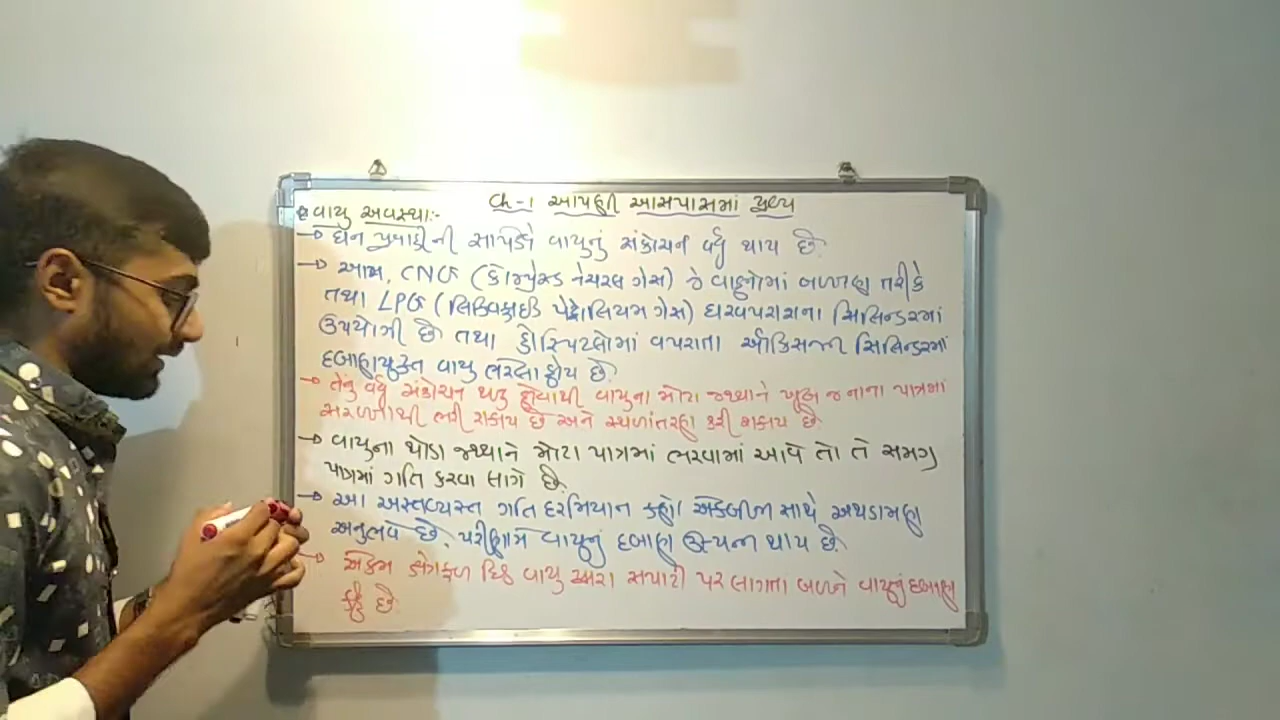 Ch-1 આપણી આસપાસમાં દ્રવ્ય
વાયુ અવસ્થા:-
→ ઘન પ્રવાહીની સાપેક્ષે વાયુનું સંકોચન વધુ થાય છે.
→ આમ, CNG (કોમ્પ્રેસ્ડ નેચરલ ગેસ) જે વાહનોમાં બળતણ તરીકે
તથા LPG (લિક્વિફાઈડ પેટ્રોલિયમ ગેસ) ઘરવપરાશના સિલિન્ડરમાં
ઉપયોગી છે તથા હોસ્પિટલોમાં વપરાતા ઑક્સિજન સિલિન્ડરમાં
દબાણયુક્ત વાયુ ભરેલા હોય છે.
→ તેનું વધુ સંકોચન થતુ હોવાથી વાયુના મોટા જથ્થાને ખૂબ જ નાના પાત્રમાં
સરળતાથી ભરી શકાય છે અને સ્થળાંતરણ કરી શકાય છે.
→ વાયુના થોડા જથ્થાને મોટા પાત્રમાં ભરવામાં આવે તો તે સમગ્ર
પાત્રમાં ગતિ કરવા લાગે છે.
→ આ અસ્તવ્યસ્ત ગતિ દરમિયાન કણો એકબીજા સાથે અથડામણ
અનુભવે છે. પરીણામે વાયુનું દબાણ ઉત્પન્ન થાય છે.
→ એકમ ક્ષેત્રફળ દિઠ વાયુ દ્વારા સપાટી પર લાગતાં બળને વાયુનું દબાણ
કહે છે.